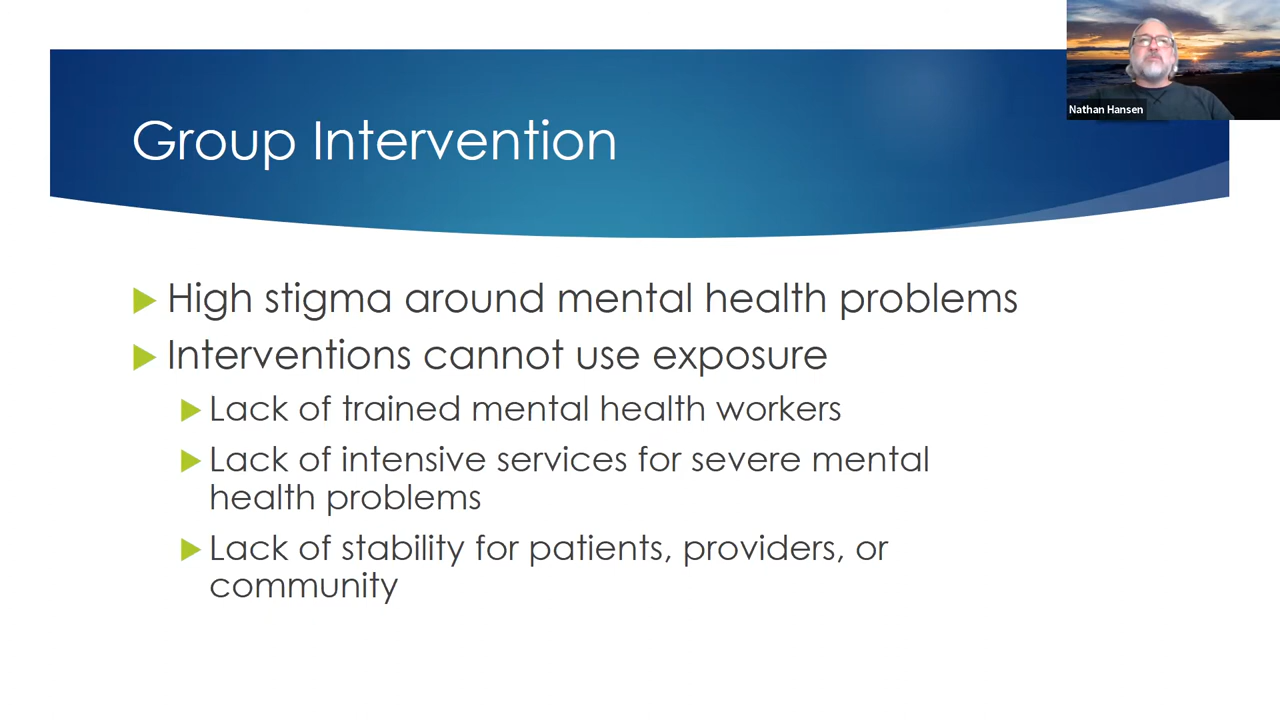 Nathan Hansen
Group Intervention
High stigma around mental health problems
Interventions cannot use exposure
Lack of trained mental health workers
Lack of intensive services for severe mental
health problems
Lack of stability for patients, providers, or
community